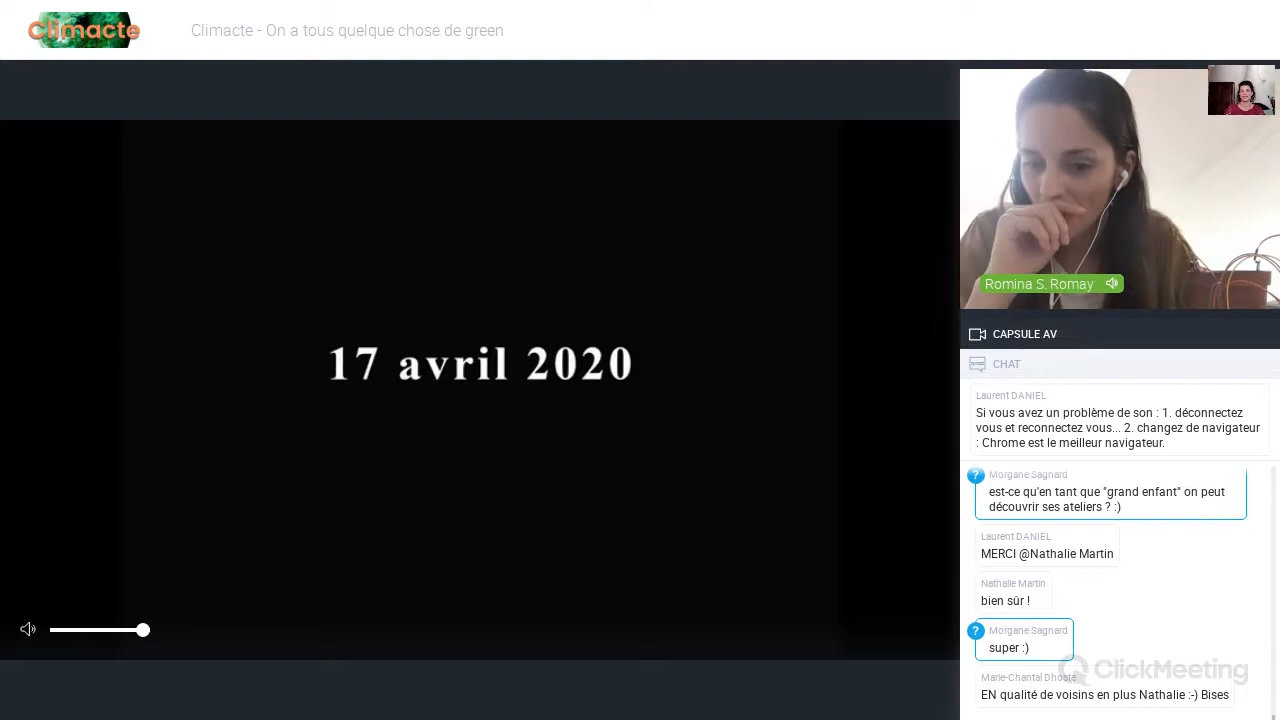 Climacte
Climacte - On a tous quelque chose de green
17 avril 2020
Romina S. Romay
CAPSULE AV
CHAT
Laurent DANIEL
Si vous avez un problème de son : 1. déconnectez
vous et reconnectez vous... 2. changez de navigateur
: Chrome est le meilleur navigateur.
?
Morgane Sagnard
est-ce qu'en tant que "grand enfant" on peut
découvrir ses ateliers ? :)
Laurent DANIEL
MERCI @Nathalie Martin
Nathalie Martin
bien sûr !
?
Morgane Sagnard
super :)
ClickMeeting
Marie-Chantal Dhoste
EN qualité de voisins en plus Nathalie :-) Bises